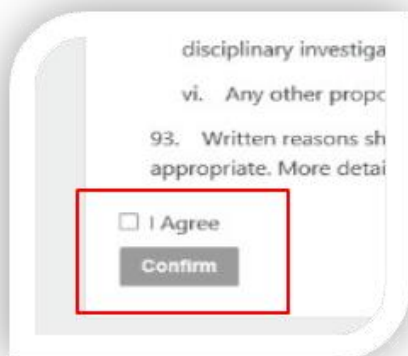 disciplinary investiga
vi. Any other propo
93. Written reasons sh
appropriate. More detai
I Agree
Confirm